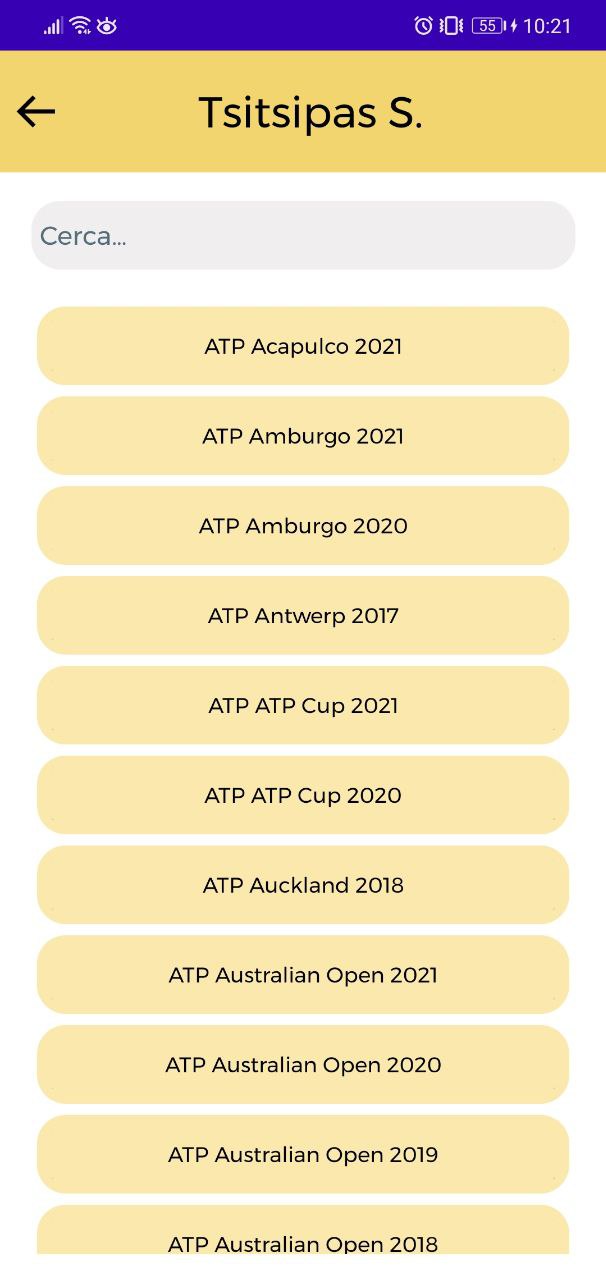 55 10:21
Tsitsipas S.
Cerca...
ATP Acapulco 2021
ATP Amburgo 2021
ATP Amburgo 2020
ATP Antwerp 2017
ATP ATP Cup 2021
ATP ATP Cup 2020
ATP Auckland 2018
ATP Australian Open 2021
ATP Australian Open 2020
ATP Australian Open 2019
ATP Australian Open 2018